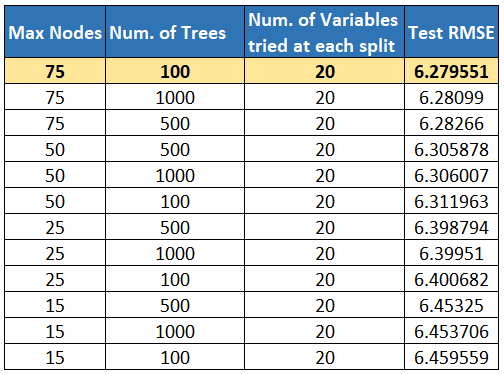 Max Nodes Num. of Trees Num. of Variables tried at each split Test RMSE
75 100 20 6.279551
75 1000 20 6.28099
75 500 20 6.28266
50 500 20 6.305878
50 1000 20 6.306007
50 100 20 6.311963
25 500 20 6.398794
25 1000 20 6.39951
25 100 20 6.400682
15 500 20 6.45325
15 1000 20 6.453706
15 100 20 6.459559